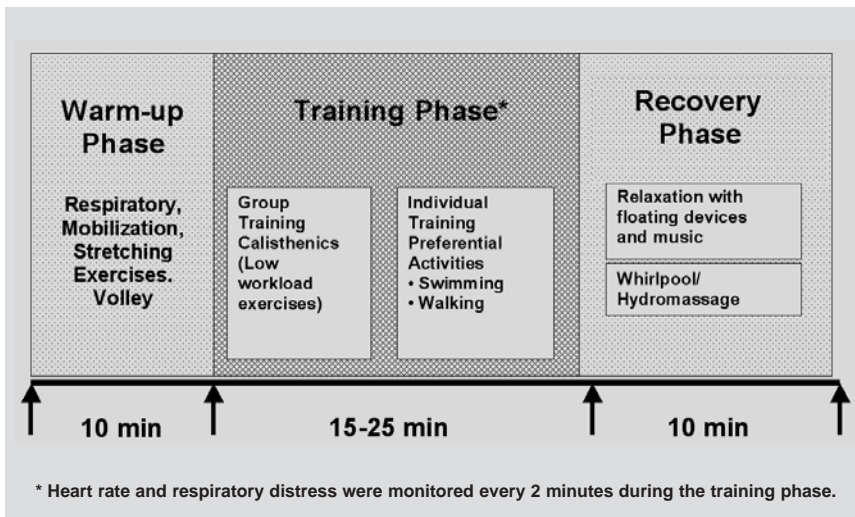 Warm-up
Phase
Respiratory,
Mobilization,
Stretching
Exercises.
Volley
Training Phase*
Group
Training
Calisthenics
(Low
workload
exercises)
Individual
Training
Preferential
Activities
• Swimming
• Walking
Recovery
Phase
Relaxation with
floating devices
and music
Whirlpool/
Hydromassage
10 min
15-25 min
10 min
* Heart rate and respiratory distress were monitored every 2 minutes during the training phase.